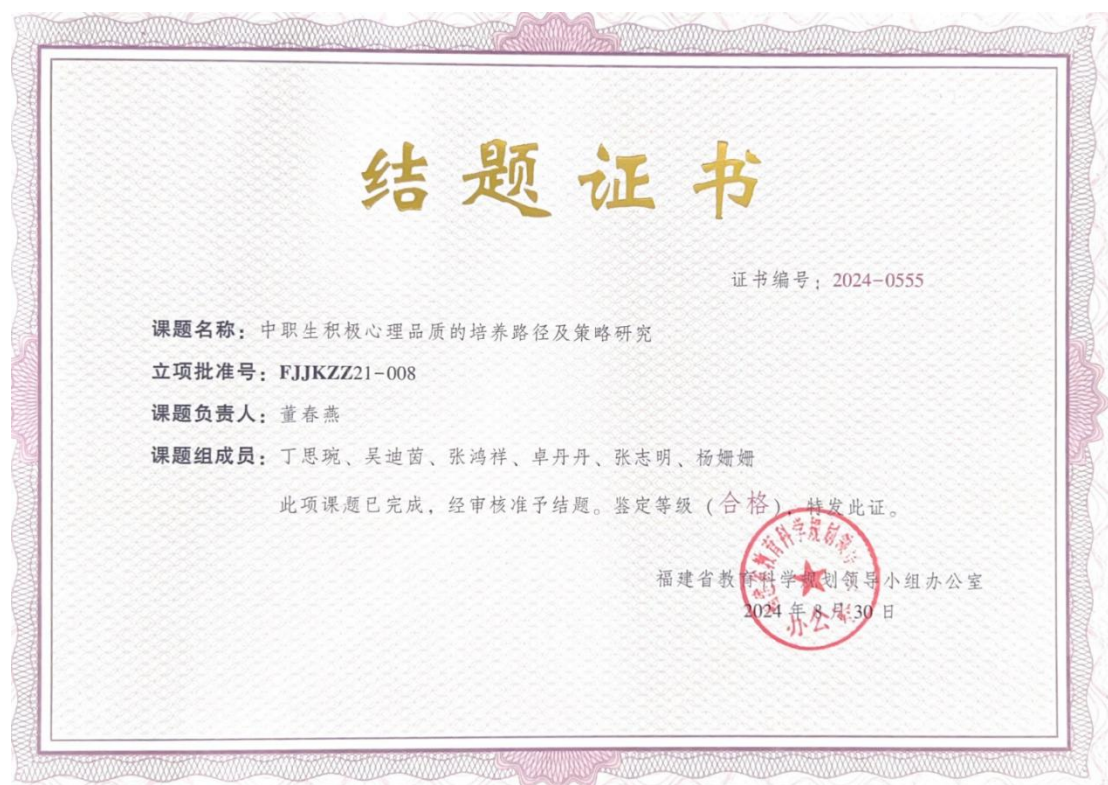 结题证书
证书编号：2024-0555
课题名称：中职生积极心理品质的培养路径及策略研究
立项批准号：FJJKZZ21-008
课题负责人：董春燕
课题组成员：丁思琬、吴迪茵、张鸿祥、卓丹丹、张志明、杨姗姗
此项课题已完成，经审核准予结题。鉴定等级（合格），特发此证。
福建省教育科学规划领导小组办公室
2024 年 8 月 30 日